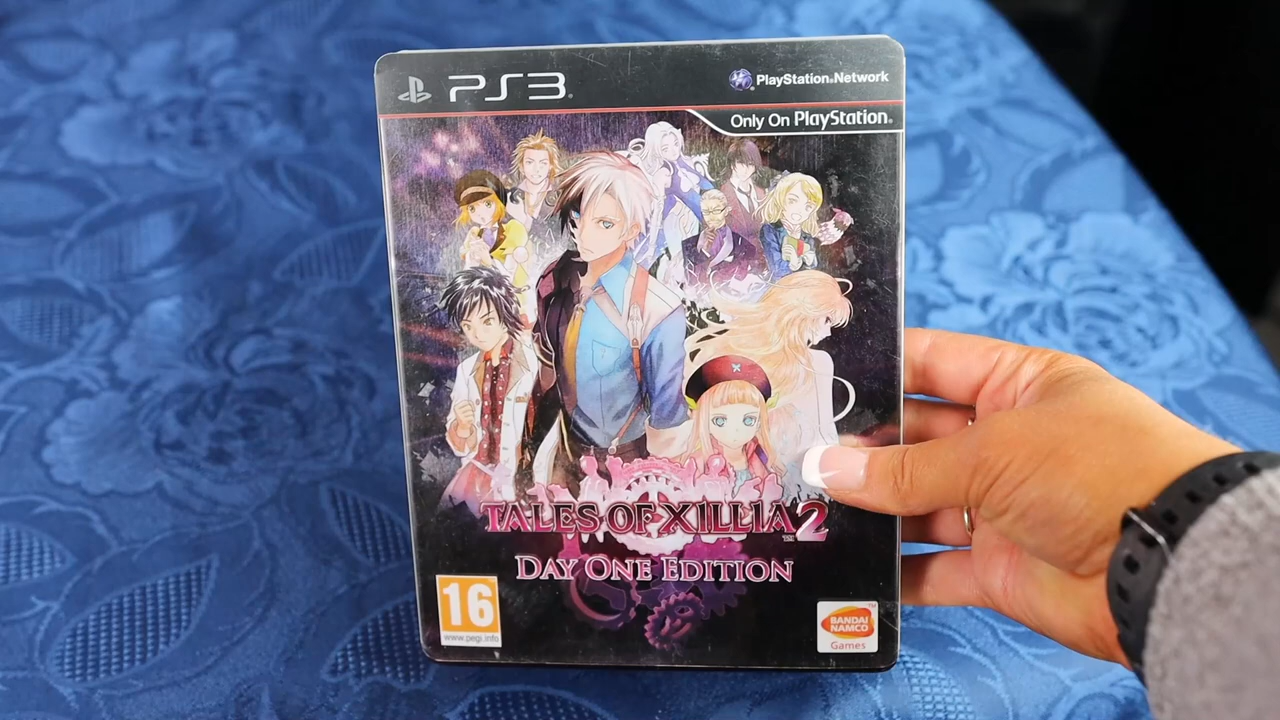 PS3
PlayStation®Network
Only On PlayStation®
TALES OF XILLIA 2™
DAY ONE EDITION
16
www.pegi.info
BANDAI
NAMCO
Games